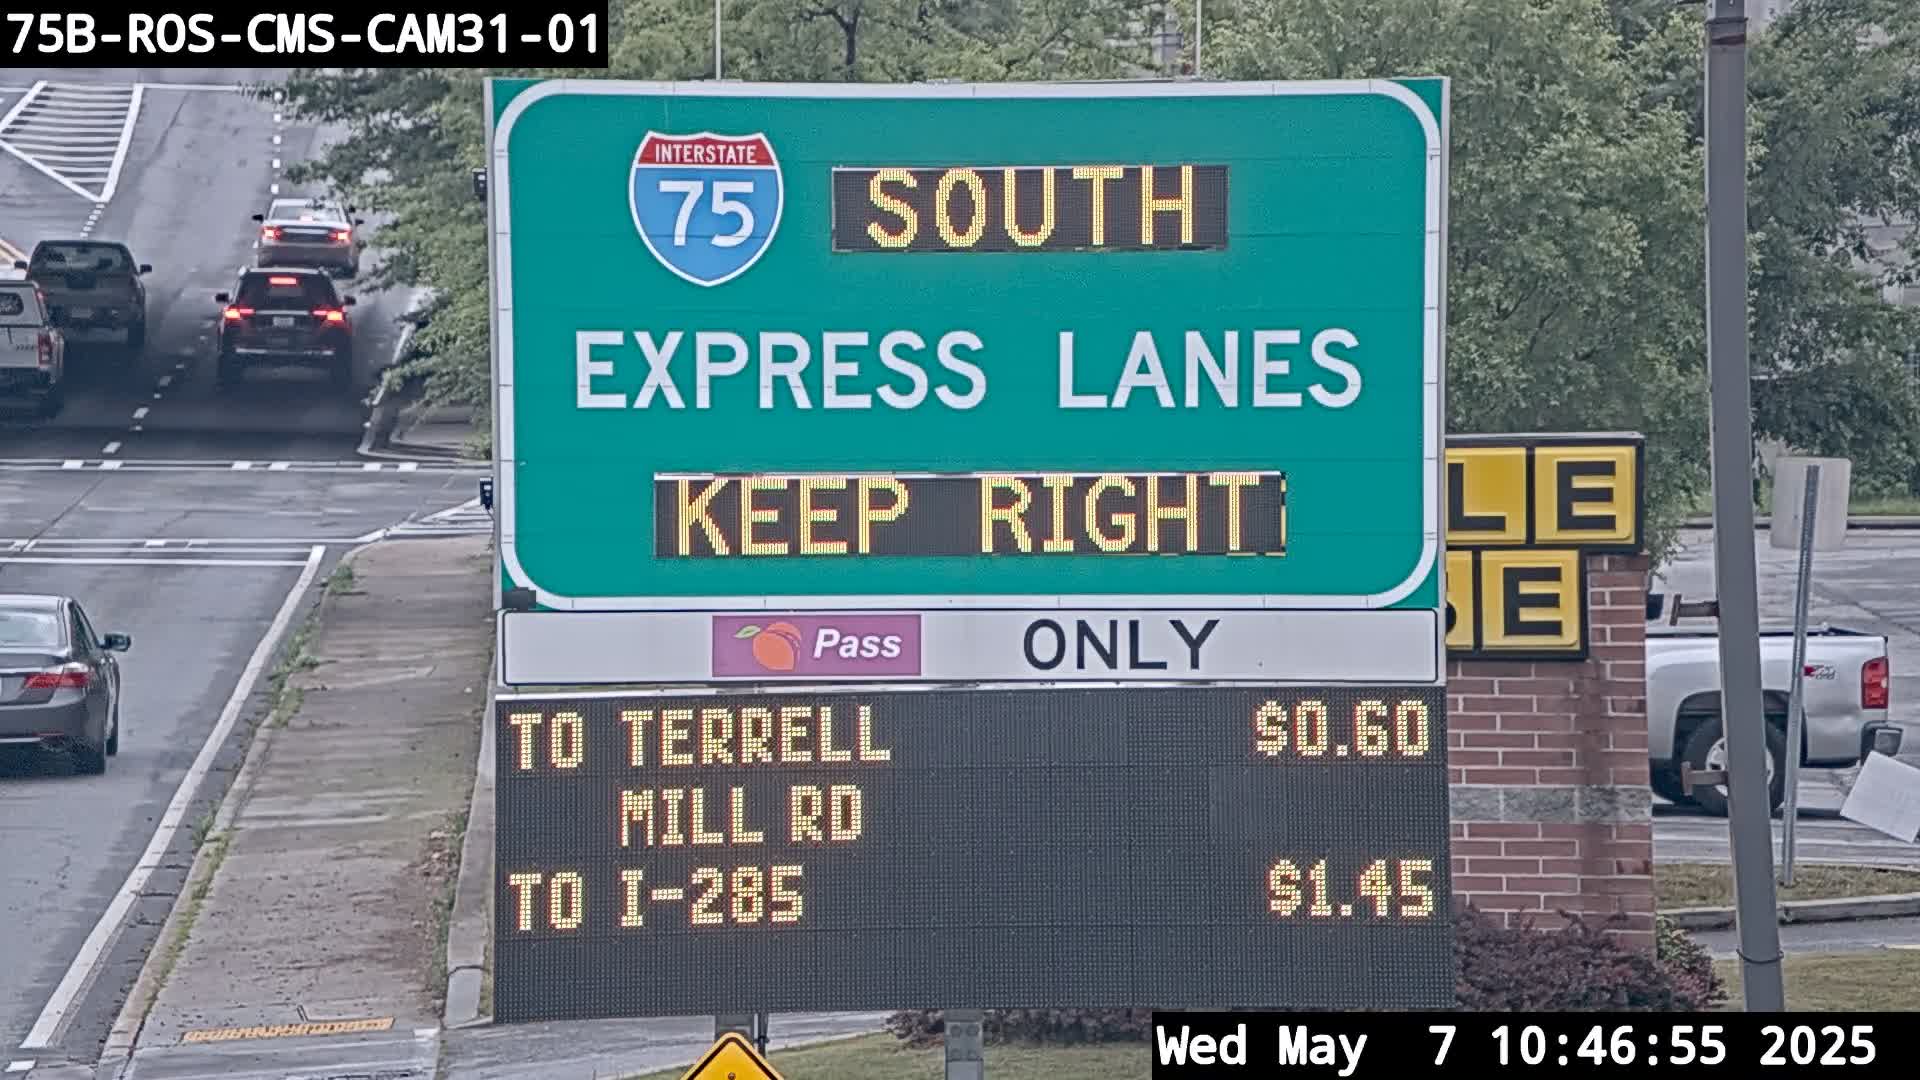 75B-ROS-CMS-CAM31-01
INTERSTATE
75
SOUTH
EXPRESS LANES
KEEP RIGHT
Pass ONLY
TO TERRELL $0.60
MILL RD
TO I-285 $1.45
LE
E
Wed May 7 10:46:55 2025